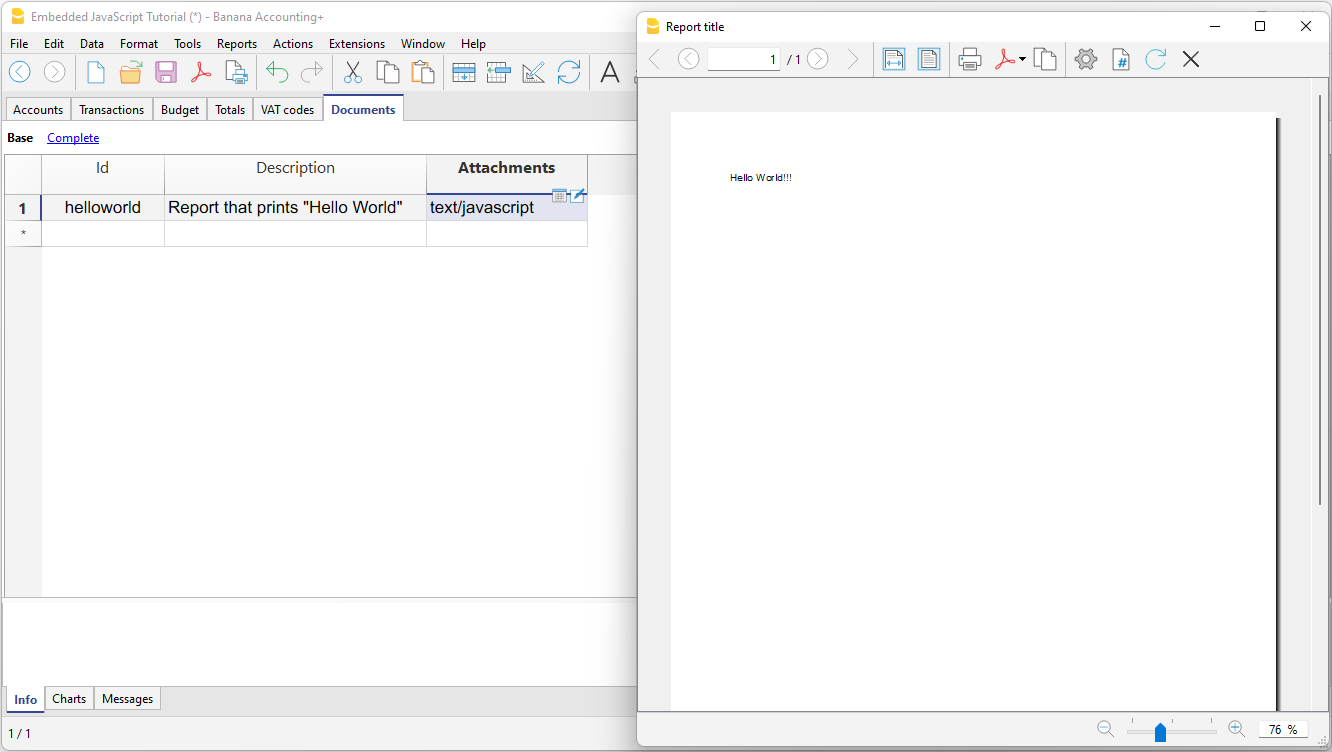 Embedded JavaScript Tutorial (*) - Banana Accounting+
File Edit Data Format Tools Reports Actions Extensions Window Help
A
Accounts Transactions Budget Totals VAT codes Documents
Base Complete
Id Description Attachments
1 helloworld Report that prints "Hello World" text/javascript
*
Info Charts Messages
1 / 1
Report title
1 / 1
#
Hello World!!!
76 %